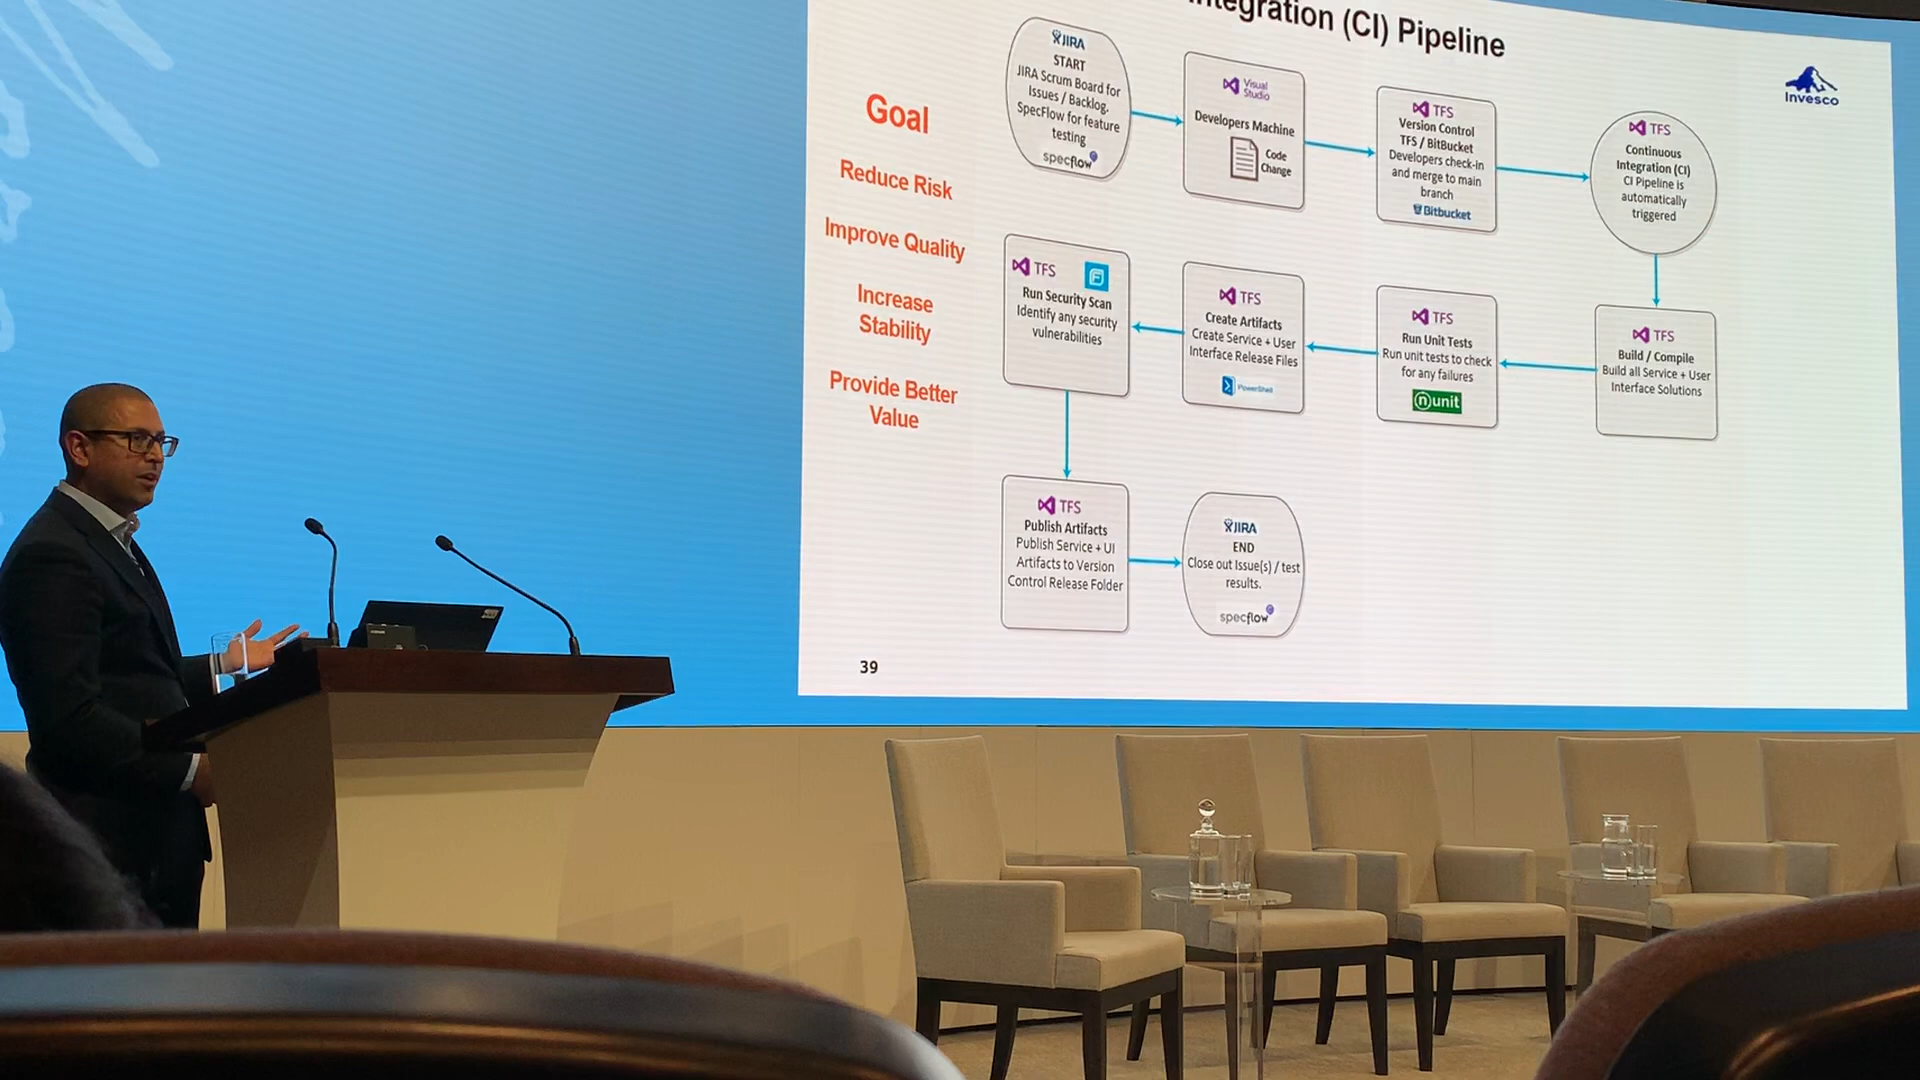 Integration (CI) Pipeline
Invesco
Goal
Reduce Risk
Improve Quality
Increase
Stability
Provide Better
Value
JIRA
START
JIRA Scrum Board for
Issues / Backlog.
SpecFlow for feature
testing
specflow
Visual
Studio
Developers Machine
Code
Change
TFS
Version Control
TFS / BitBucket
Developers check-in
and merge to main
branch
Bitbucket
TFS
Continuous
Integration (CI)
CI Pipeline is
automatically
triggered
TFS
Build / Compile
Build all Service + User
Interface Solutions
TFS
Run Unit Tests
Run unit tests to check
for any failures
nunit
TFS
Create Artifacts
Create Service + User
Interface Release Files
PowerShell
TFS
Run Security Scan
Identify any security
vulnerabilities
TFS
Publish Artifacts
Publish Service + UI
Artifacts to Version
Control Release Folder
JIRA
END
Close out Issue(s) / test
results.
specflow
39